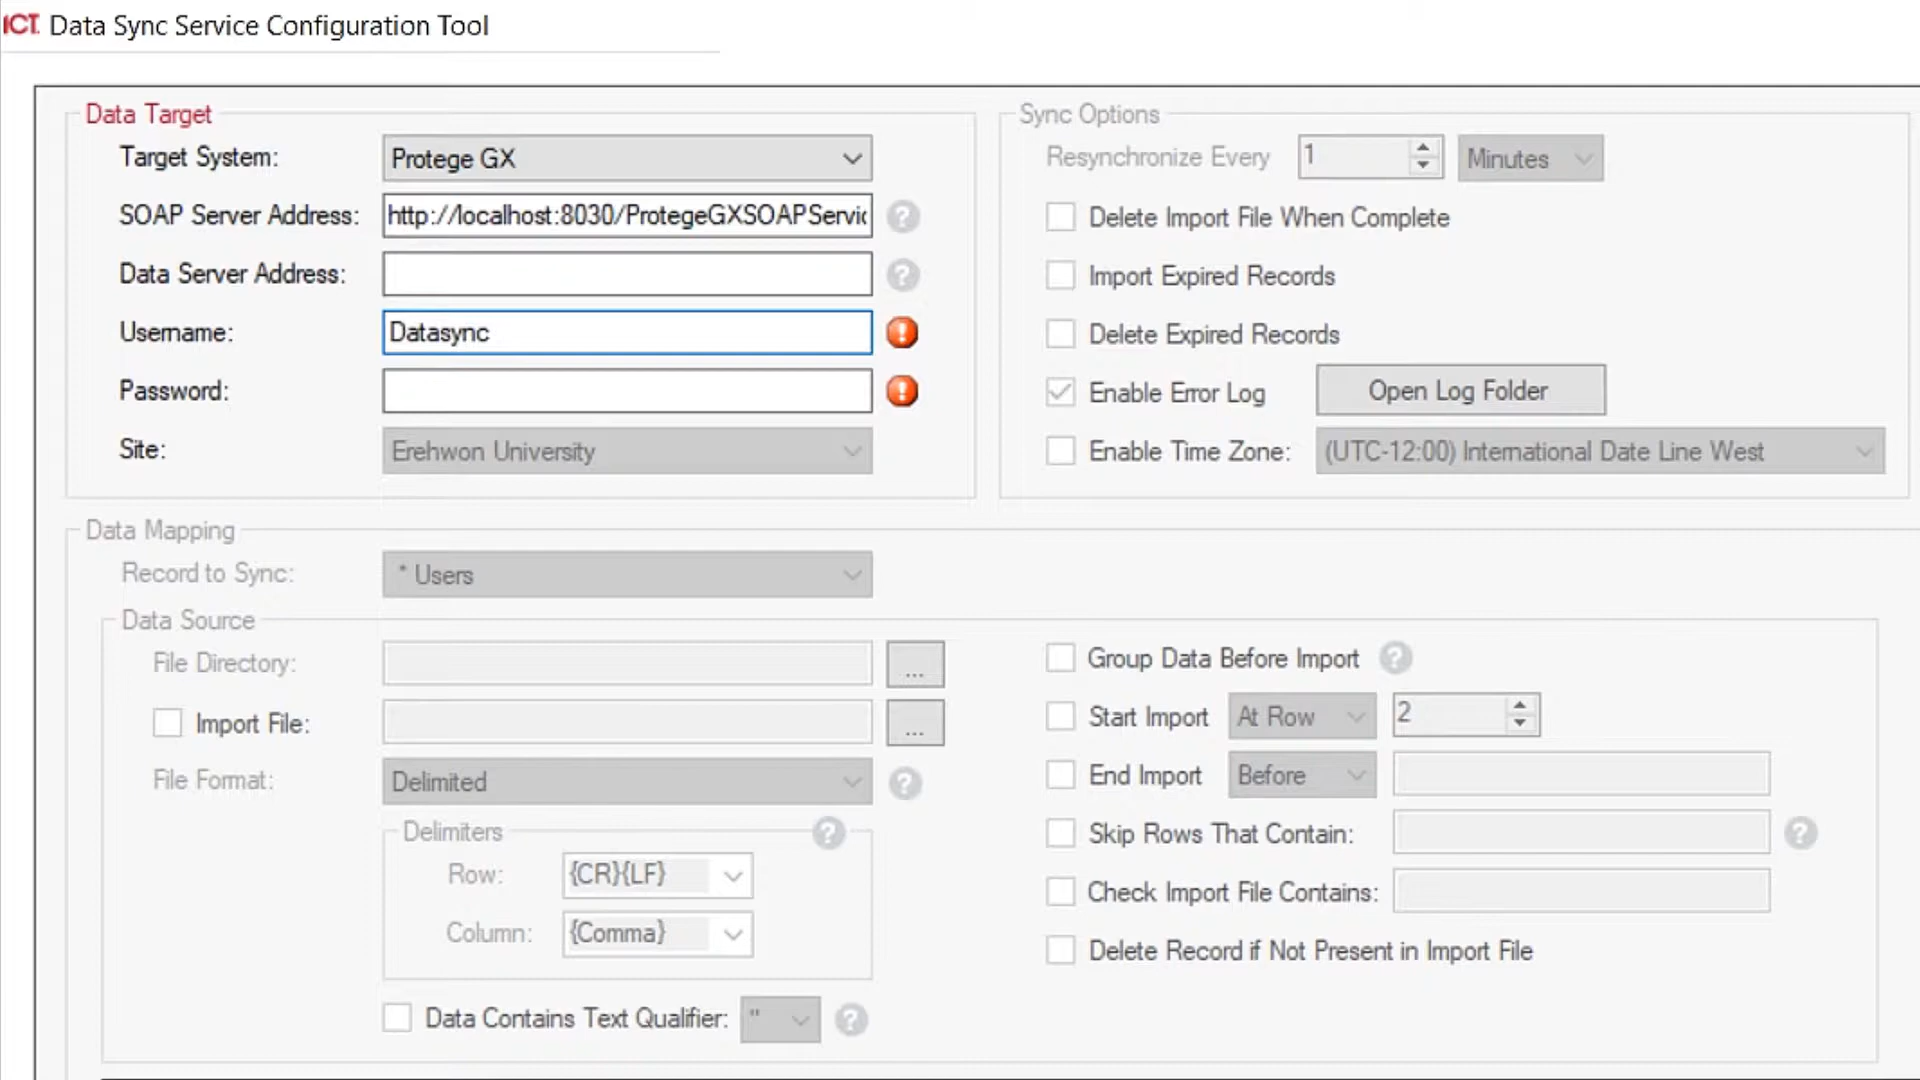 ICT Data Sync Service Configuration Tool
Data Target
Target System: Protege GX
SOAP Server Address: http://localhost:8030/ProtegeGXSOAPServic
Data Server Address:
Username: Datasync
Password:
Site: Erehwon University
Sync Options
Resynchronize Every 1 Minutes
Delete Import File When Complete
Import Expired Records
Delete Expired Records
Enable Error Log Open Log Folder
Enable Time Zone: (UTC-12:00) International Date Line West
Data Mapping
Record to Sync: * Users
Data Source
File Directory: ...
Import File: ...
File Format: Delimited
Delimiters
Row: {CR}{LF}
Column: {Comma}
Data Contains Text Qualifier: "
Group Data Before Import
Start Import At Row 2
End Import Before
Skip Rows That Contain:
Check Import File Contains:
Delete Record if Not Present in Import File